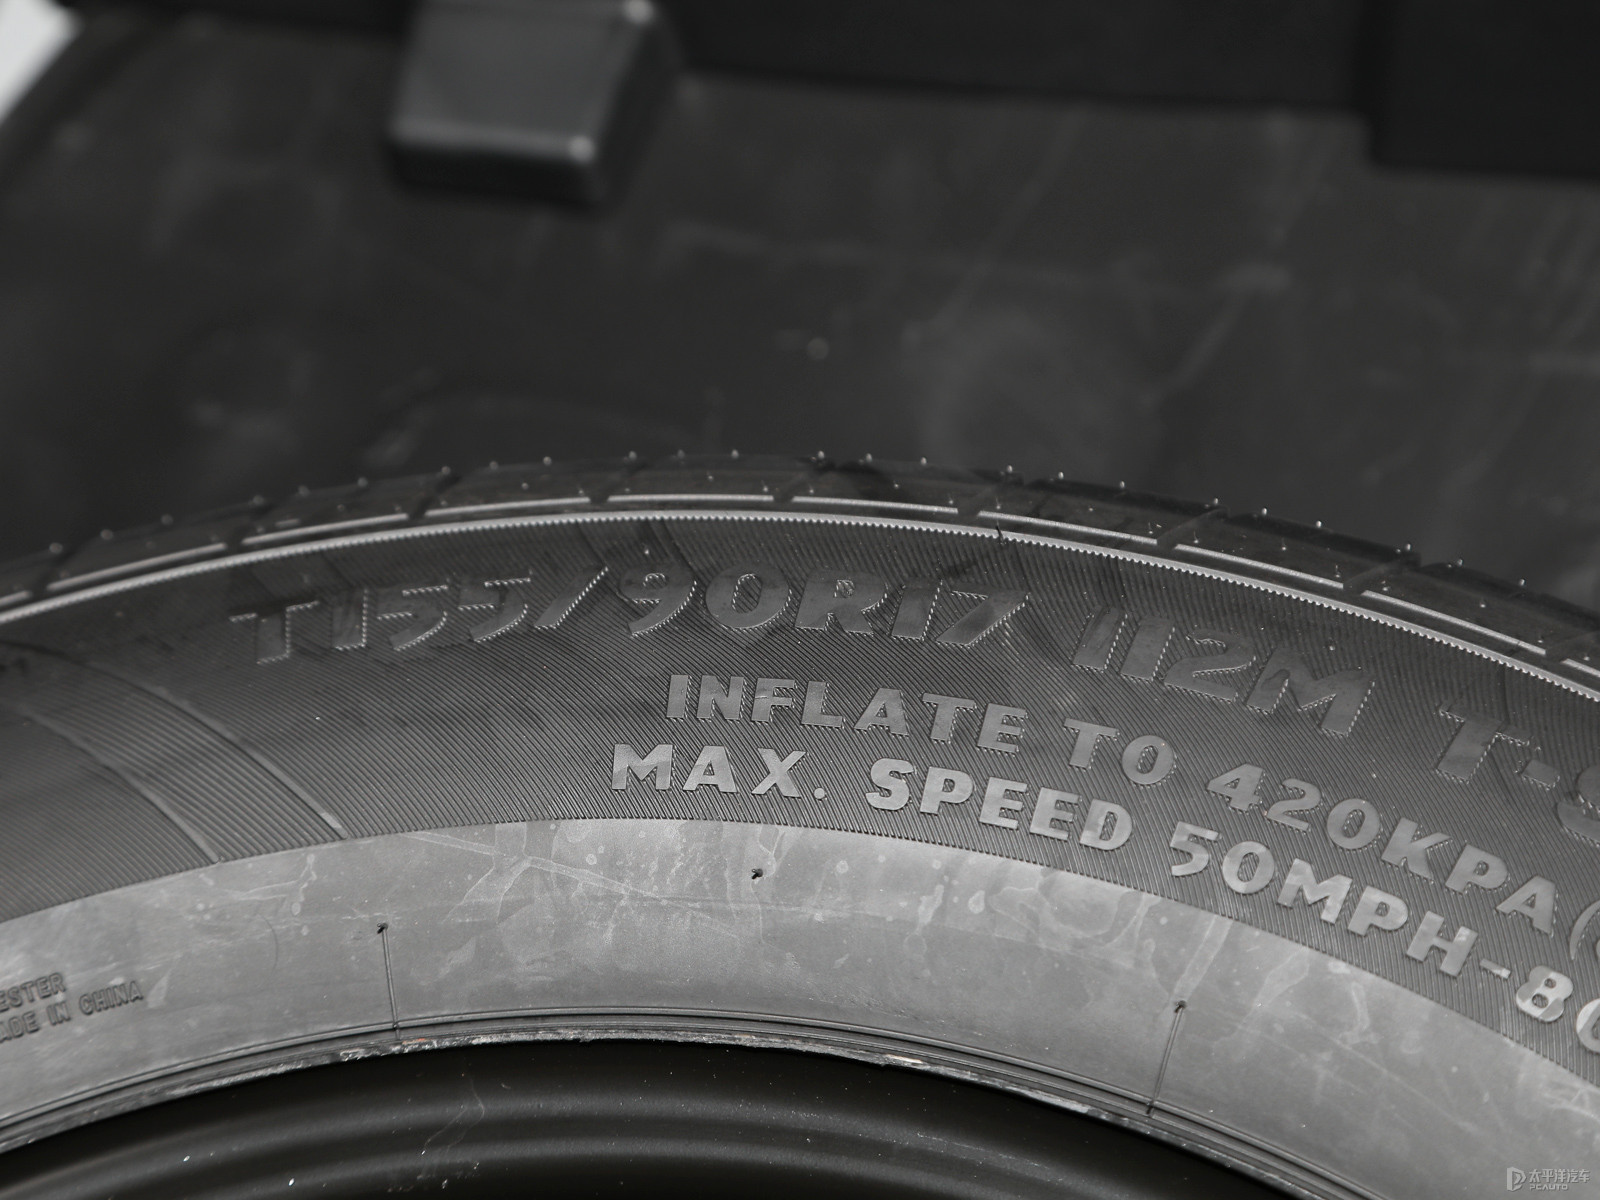 T155/90R17 112M T-
INFLATE TO 420KPA(
MAX. SPEED 50MPH-8
MADE IN CHINA
太平洋汽车
PCAUTO